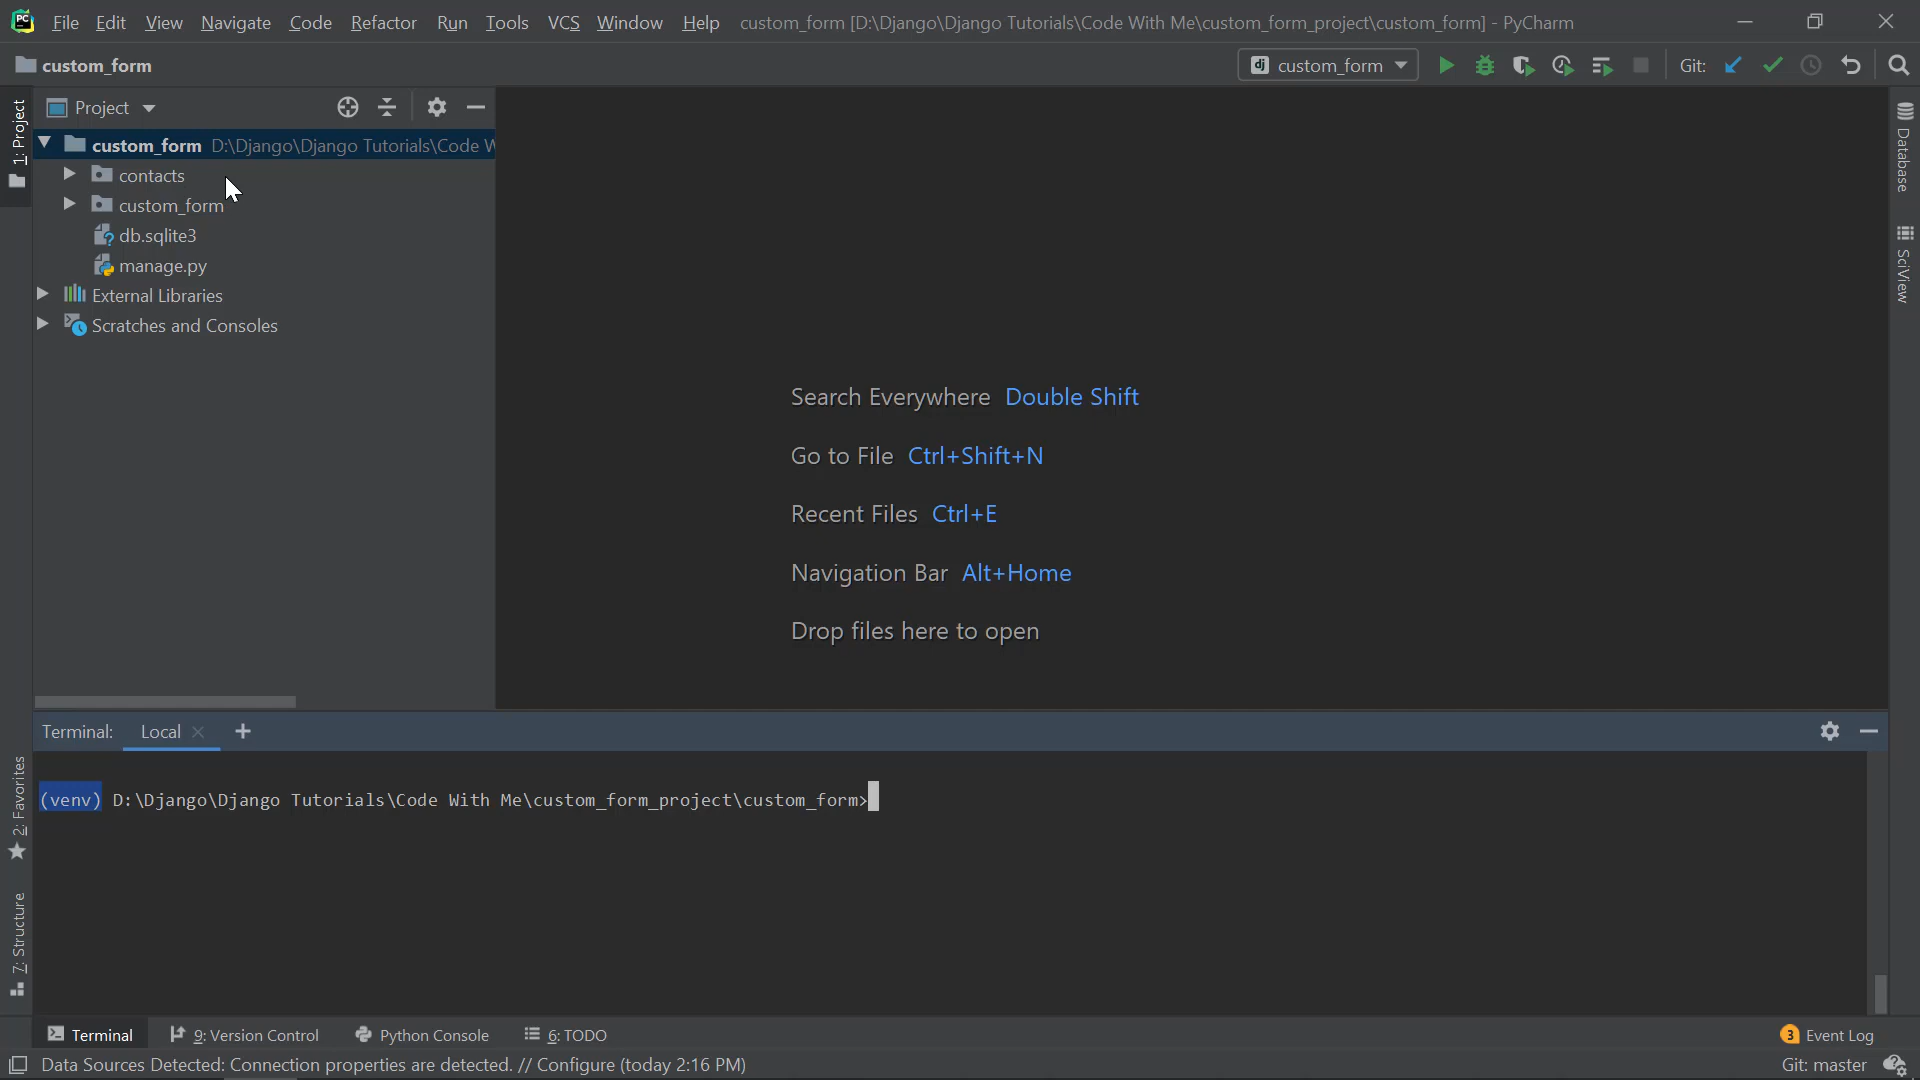 File Edit View Navigate Code Refactor Run Tools VCS Window Help custom_form [D:\Django\Django Tutorials\Code With Me\custom_form_project\custom_form] - PyCharm
custom_form
custom_form
Git:
1: Project
Project
custom_form D:\Django\Django Tutorials\Code W
contacts
custom_form
db.sqlite3
manage.py
External Libraries
Scratches and Consoles
Search Everywhere Double Shift
Go to File Ctrl+Shift+N
Recent Files Ctrl+E
Navigation Bar Alt+Home
Drop files here to open
Database
SciView
Terminal: Local
(venv) D:\Django\Django Tutorials\Code With Me\custom_form_project\custom_form>
2: Favorites
7: Structure
Terminal 9: Version Control Python Console 6: TODO 3 Event Log
Data Sources Detected: Connection properties are detected. // Configure (today 2:16 PM) Git: master